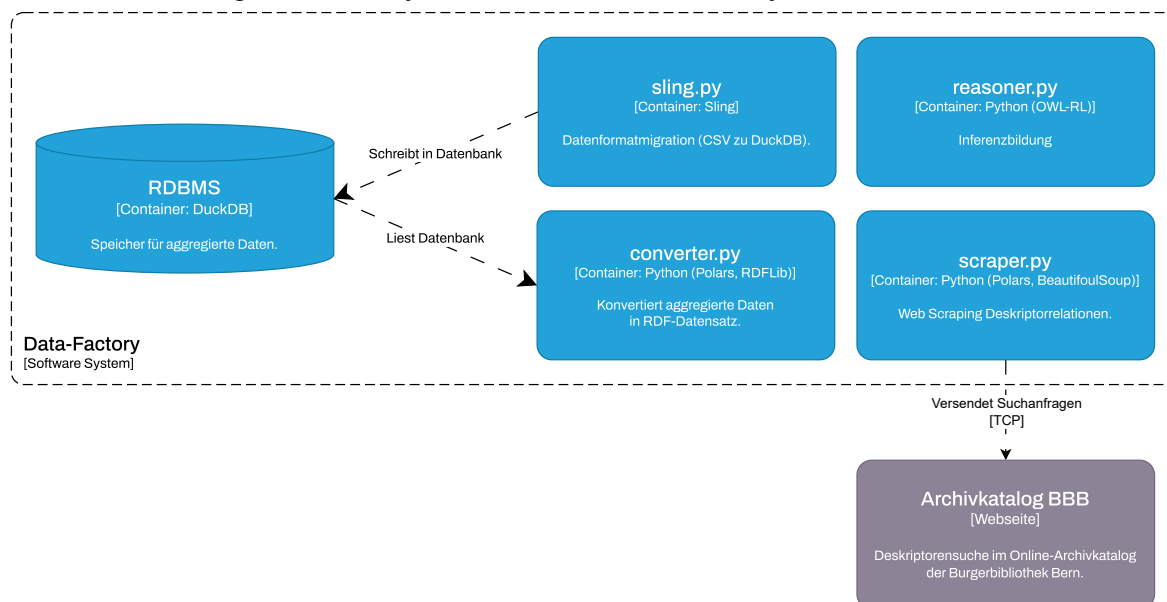 sling.py
[Container: Sling]
Datenformatmigration (CSV zu DuckDB).
reasoner.py
[Container: Python (OWL-RL)]
Inferenzbildung
Schreibt in Datenbank
RDBMS
[Container: DuckDB]
Speicher für aggregierte Daten.
Liest Datenbank
converter.py
[Container: Python (Polars, RDFLib)]
Konvertiert aggregierte Daten
in RDF-Datensatz.
scraper.py
[Container: Python (Polars, BeautifoulSoup)]
Web Scraping Deskriptorrelationen.
Data-Factory
[Software System]
Versendet Suchanfragen
[TCP]
Archivkatalog BBB
[Webseite]
Deskriptorensuche im Online-Archivkatalog
der Burgerbibliothek Bern.